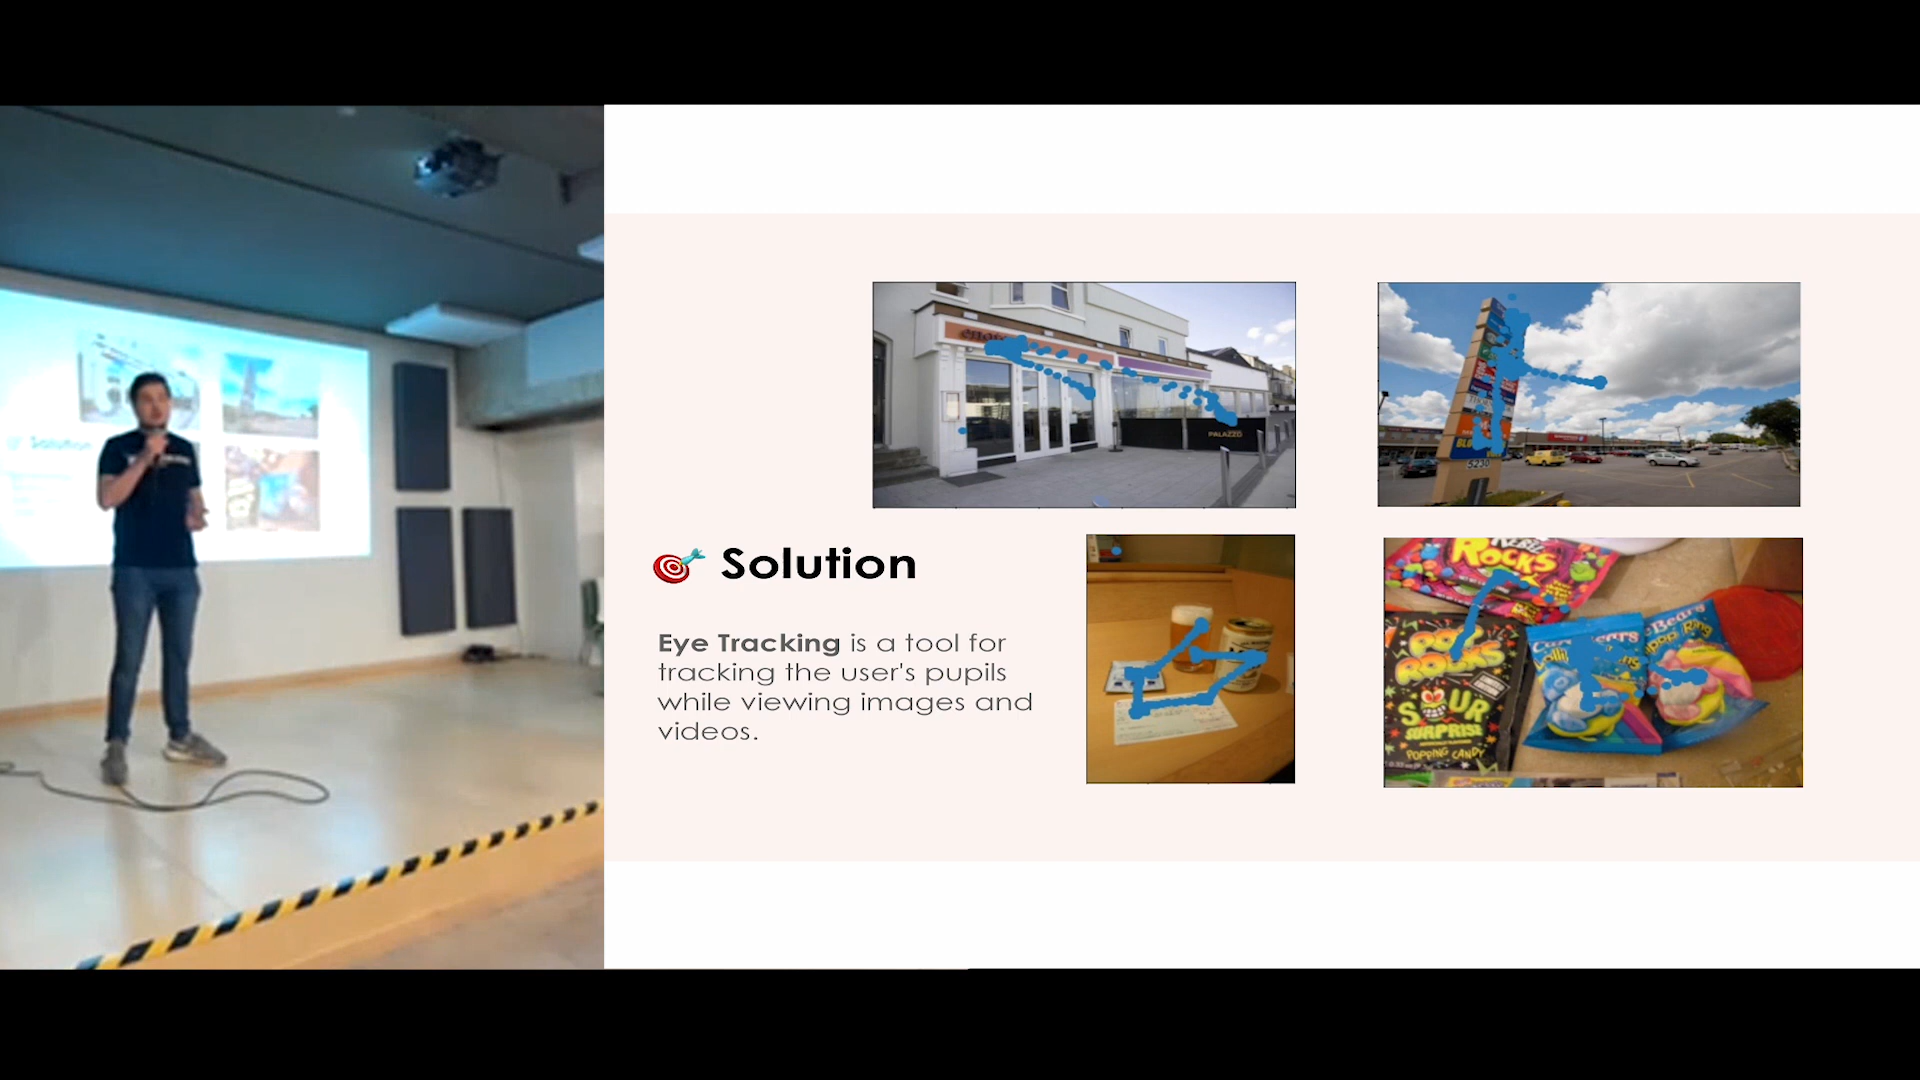 Solution
Eye Tracking is a tool for
tracking the user's pupils
while viewing images and
videos.
PALAZZO
5230
ROCKS
POP
ROCKS
SOUR
SURPRISE
POPPING CANDY
Solution